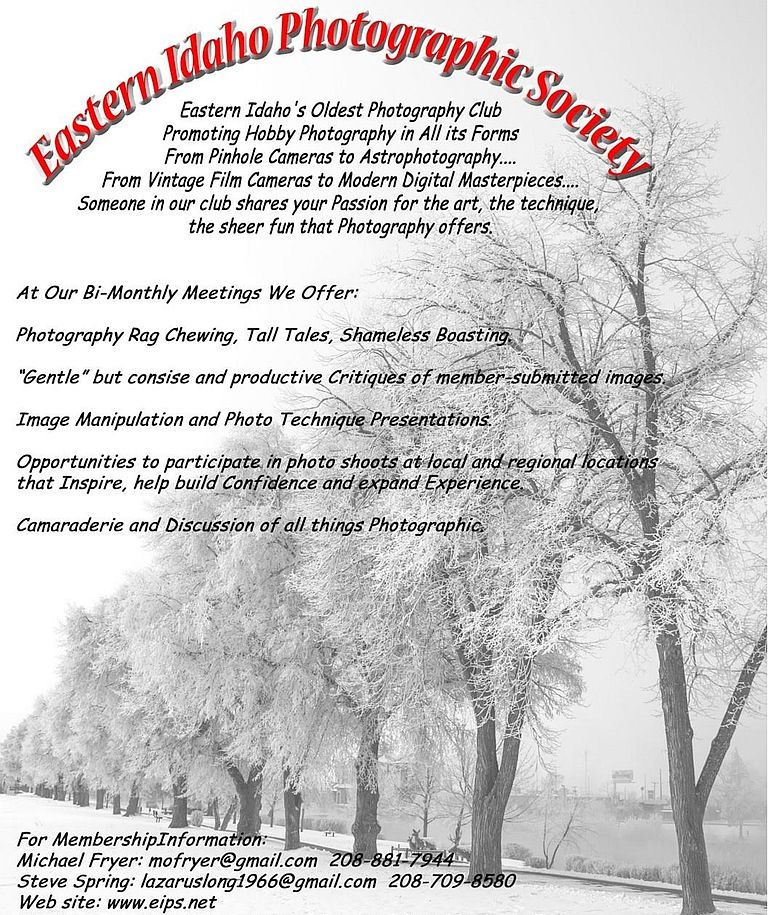 Eastern Idaho Photographic Society
Eastern Idaho's Oldest Photography Club
Promoting Hobby Photography in All its Forms
From Pinhole Cameras to Astrophotography....
From Vintage Film Cameras to Modern Digital Masterpieces....
Someone in our club shares your Passion for the art, the technique,
the sheer fun that Photography offers.
At Our Bi-Monthly Meetings We Offer:
Photography Rag Chewing, Tall Tales, Shameless Boasting.
"Gentle" but consise and productive Critiques of member-submitted images.
Image Manipulation and Photo Technique Presentations.
Opportunities to participate in photo shoots at local and regional locations
that Inspire, help build Confidence and expand Experience.
Camaraderie and Discussion of all things Photographic.
For MembershipInformation:
Michael Fryer: mofryer@gmail.com 208-881-7944
Steve Spring: lazaruslong1966@gmail.com 208-709-8580
Web site: www.eips.net